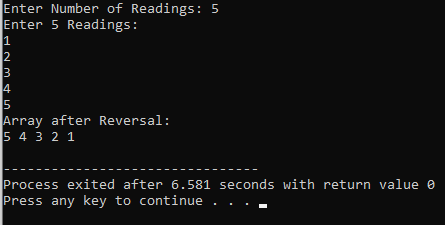 Enter Number of Readings: 5
Enter 5 Readings:
1
2
3
4
5
Array after Reversal:
5 4 3 2 1
--------------------------------
Process exited after 6.581 seconds with return value 0
Press any key to continue . . .